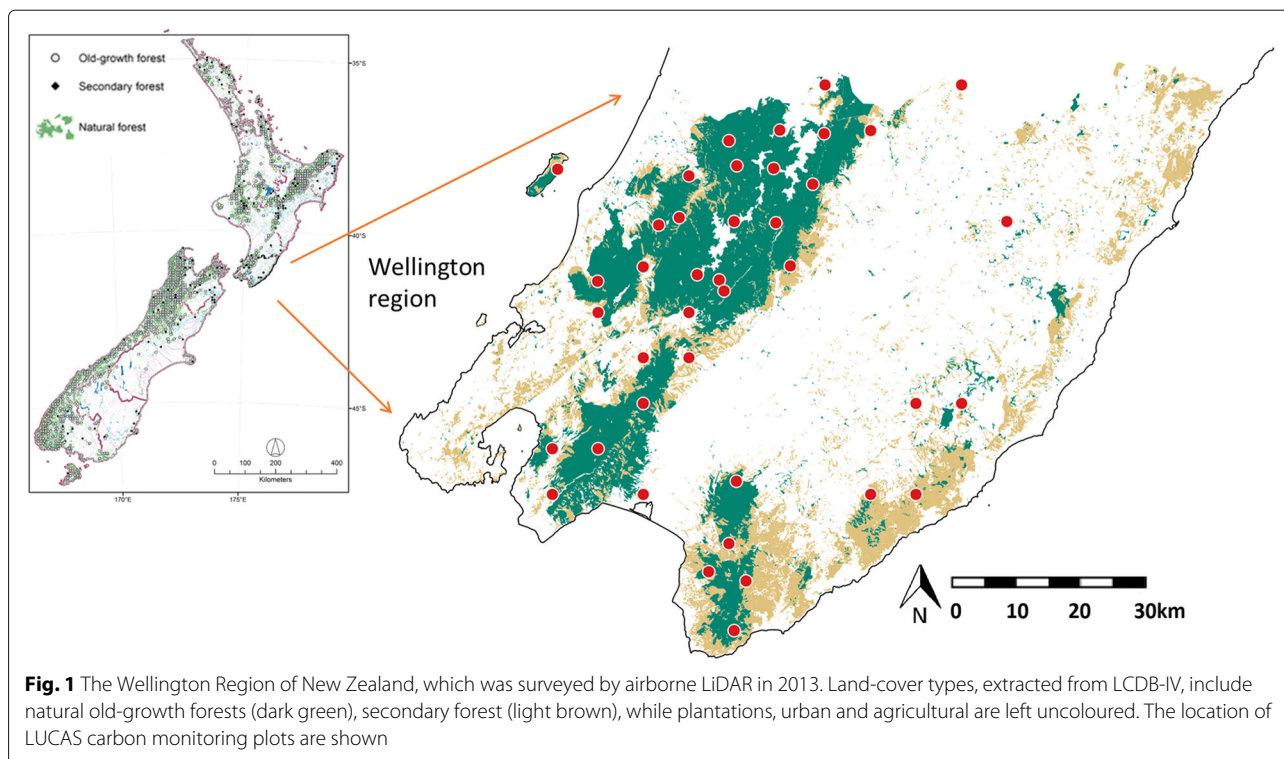 Old-growth forest
Secondary forest
Natural forest
35°S
40°S
45°S
170°E
175°E
0 200 400
Kilometers
Wellington
region
N
0 10 20 30km
Fig. 1 The Wellington Region of New Zealand, which was surveyed by airborne LiDAR in 2013. Land-cover types, extracted from LCDB-IV, include
natural old-growth forests (dark green), secondary forest (light brown), while plantations, urban and agricultural are left uncoloured. The location of
LUCAS carbon monitoring plots are shown